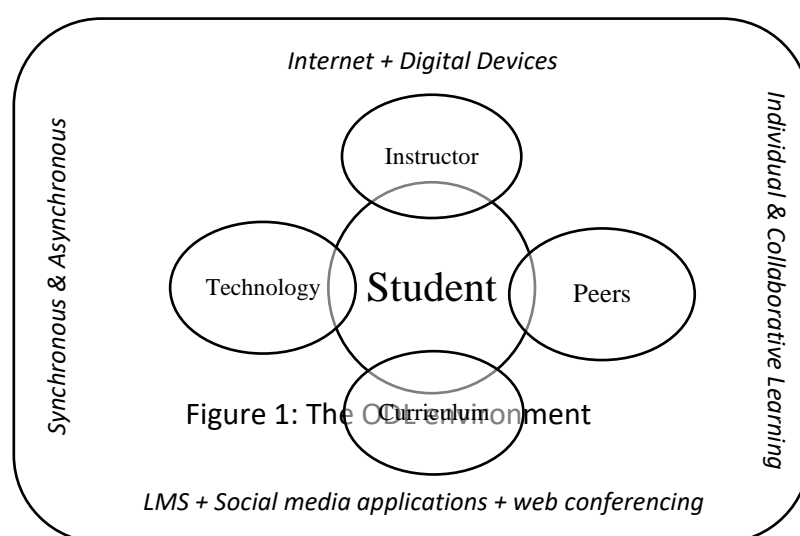 Internet + Digital Devices
Synchronous & Asynchronous
Individual & Collaborative Learning
Instructor
Technology
Student
Peers
Curriculum
Figure 1: The ODL environment
LMS + Social media applications + web conferencing